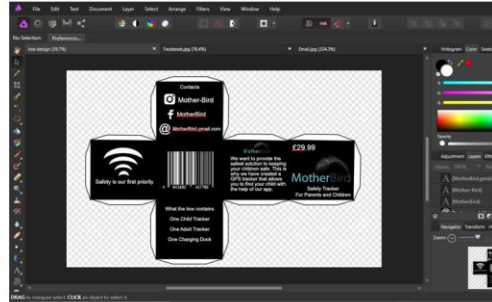 File Edit Text Document Layer Select Arrange Filters View Window Help
No Selection Preferences...
Facebook.jpg
Contacts
Mother-Bird
MotherBird
MotherBird.gmail.com
Safety is our first priority
MotherBird
We want to provide the
safest solution to keeping
your children safe. This is
why we have created a
GPS tracker that allows
you to find your child with
the help of our app.
£29.99
MotherBird
Safety Tracker
For Parents and Children
What the box contains
One Child Tracker
One Adult Tracker
One Charging Dock
Histogram Color
Opacity
Adjustment Layers
Navigator Transform
Zoom:
DRAG to marquee select. CLICK an object to select it.